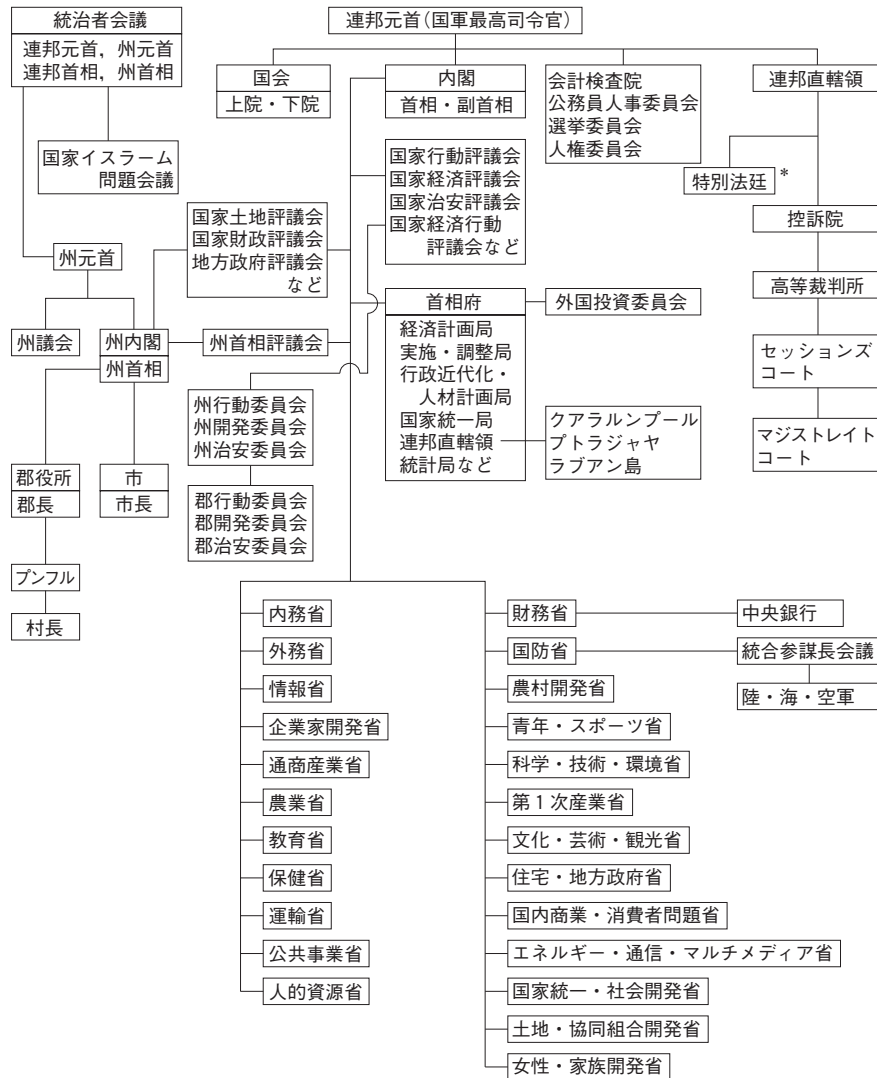 統治者会議
連邦元首，州元首
連邦首相，州首相
国家イスラーム
問題会議
連邦元首（国軍最高司令官）
国会
上院・下院
内閣
首相・副首相
会計検査院
公務員人事委員会
選挙委員会
人権委員会
連邦直轄領
特別法廷*
控訴院
高等裁判所
セッションズ
コート
マジストレイト
コート
国家行動評議会
国家経済評議会
国家治安評議会
国家経済行動
評議会など
国家土地評議会
国家財政評議会
地方政府評議会
など
州元首
州議会
州内閣
州首相
州首相評議会
首相府
経済計画局
実施・調整局
行政近代化・
人材計画局
国家統一局
連邦直轄領
統計局など
外国投資委員会
クアラルンプール
プトラジャヤ
ラブアン島
州行動委員会
州開発委員会
州治安委員会
郡行動委員会
郡開発委員会
郡治安委員会
郡役所
郡長
市
市長
プンフル
村長
内務省
外務省
情報省
企業家開発省
通商産業省
農業省
教育省
保健省
運輸省
公共事業省
人的資源省
財務省
中央銀行
国防省
統合参謀長会議
陸・海・空軍
農村開発省
青年・スポーツ省
科学・技術・環境省
第１次産業省
文化・芸術・観光省
住宅・地方政府省
国内商業・消費者問題省
エネルギー・通信・マルチメディア省
国家統一・社会開発省
土地・協同組合開発省
女性・家族開発省